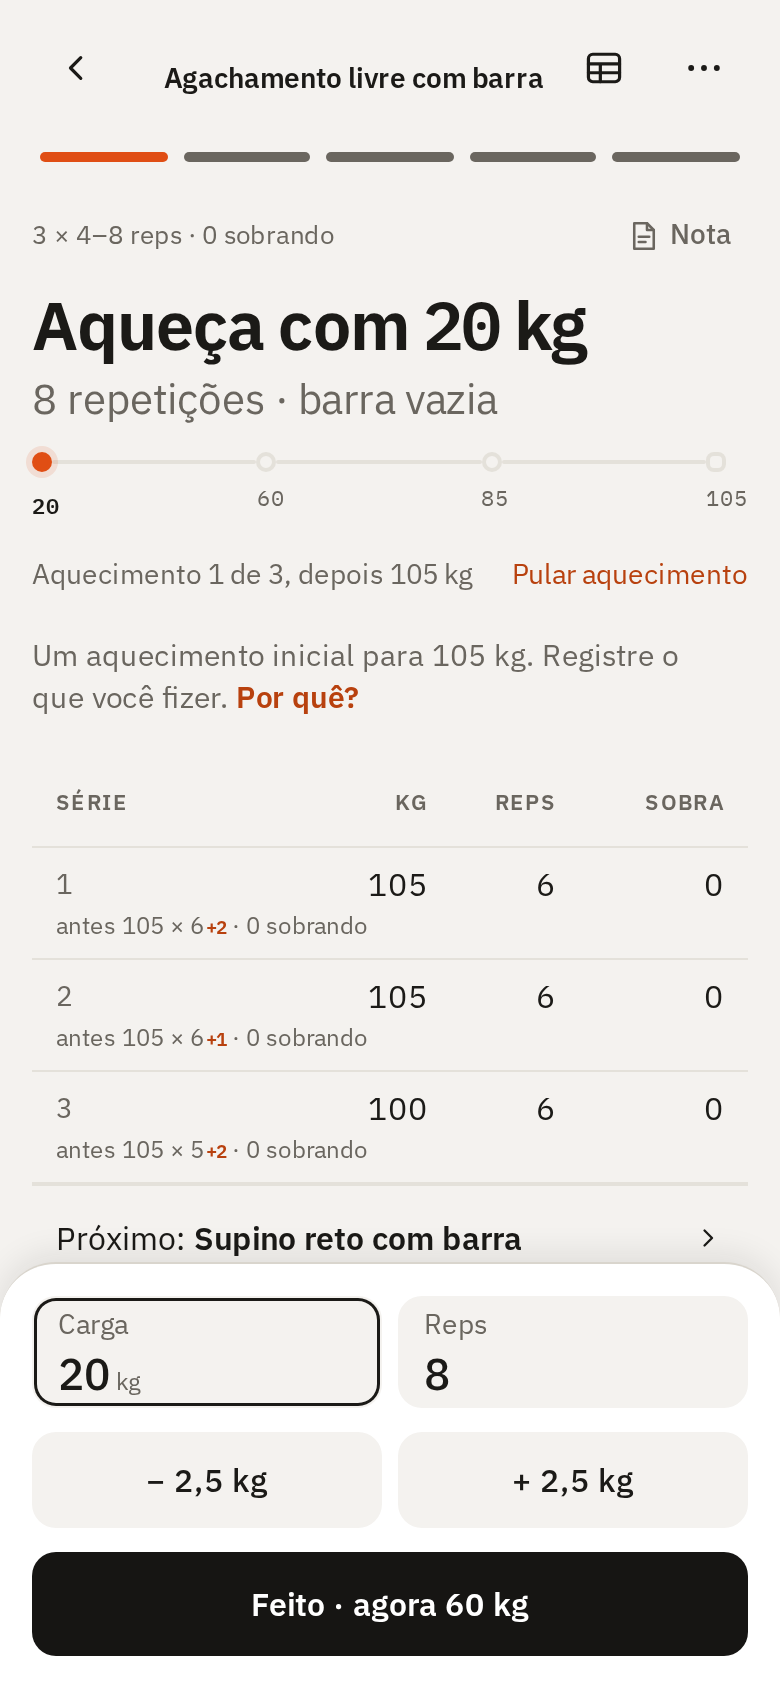 Agachamento livre com barra
3 × 4–8 reps · 0 sobrando
Nota
Aqueça com 20 kg
8 repetições · barra vazia
20 60 85 105
Aquecimento 1 de 3, depois 105 kg
Pular aquecimento
Um aquecimento inicial para 105 kg. Registre o
que você fizer. Por quê?
SÉRIE KG REPS SOBRA
1 105 6 0
antes 105 × 6 +2 · 0 sobrando
2 105 6 0
antes 105 × 6 +1 · 0 sobrando
3 100 6 0
antes 105 × 5 +2 · 0 sobrando
Próximo: Supino reto com barra
Carga
20 kg
Reps
8
– 2,5 kg
+ 2,5 kg
Feito · agora 60 kg